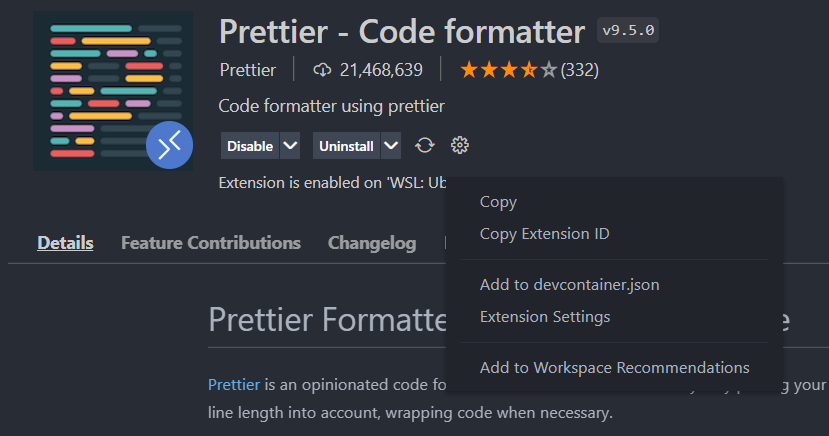 Prettier - Code formatter v9.5.0
Prettier 21,468,639 (332)
Code formatter using prettier
Disable Uninstall
Extension is enabled on 'WSL: Ub
Copy
Copy Extension ID
Details Feature Contributions Changelog
Add to devcontainer.json
Extension Settings
Prettier Formatte e
Add to Workspace Recommendations
Prettier is an opinionated code fo your
line length into account, wrapping code when necessary.